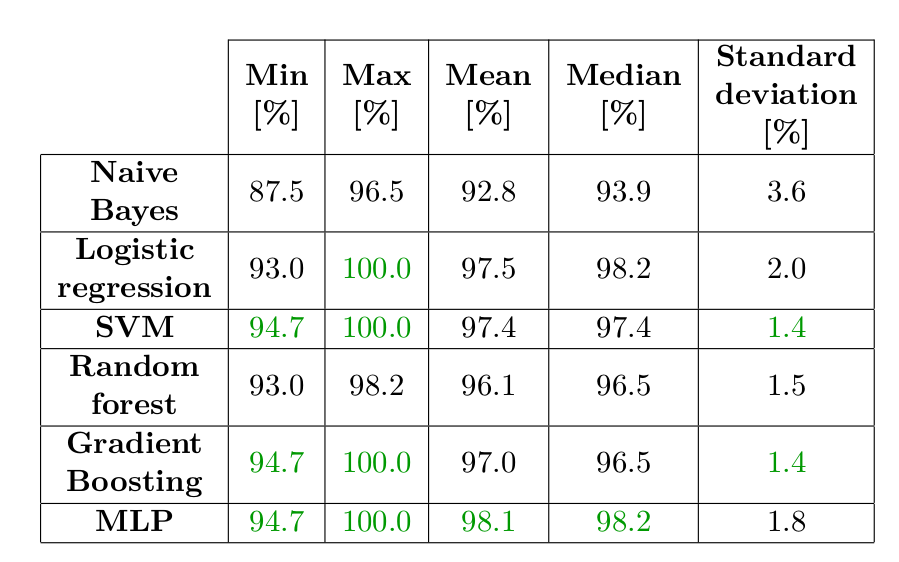 Min [%] Max [%] Mean [%] Median [%] Standard deviation [%]
Naive Bayes 87.5 96.5 92.8 93.9 3.6
Logistic regression 93.0 100.0 97.5 98.2 2.0
SVM 94.7 100.0 97.4 97.4 1.4
Random forest 93.0 98.2 96.1 96.5 1.5
Gradient Boosting 94.7 100.0 97.0 96.5 1.4
MLP 94.7 100.0 98.1 98.2 1.8